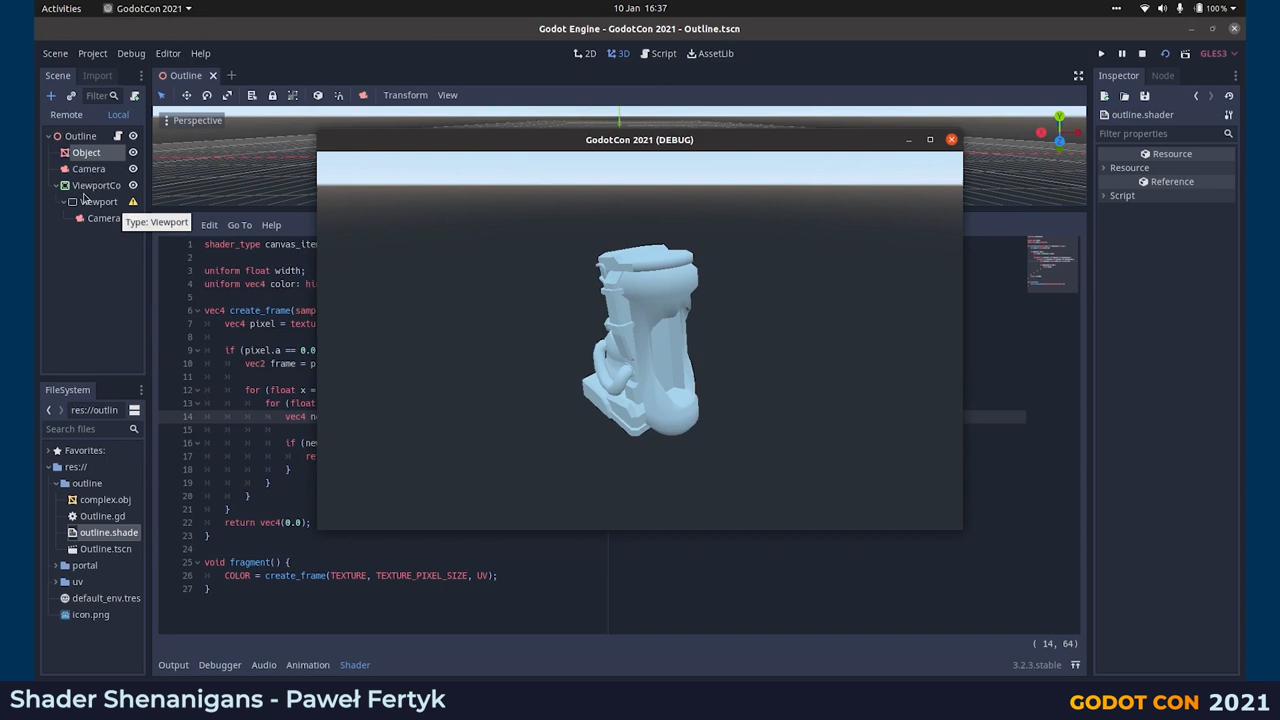 Activities GodotCon 2021 10 Jan 16:37 100 %
Godot Engine - GodotCon 2021 - Outline.tscn
Scene Project Debug Editor Help 2D 3D Script AssetLib GLES3
Scene Import Outline Inspector Node
Filter Transform View
Remote Local Perspective outline.shader
Outline Filter properties
GodotCon 2021 (DEBUG)
Object Resource
Camera Resource
ViewportCo Reference
Viewport Script
Camera
Type: Viewport
Edit Go To Help
1 shader_type canvas_ite
2
3 uniform float width;
4 uniform vec4 color: hi
5
6 vec4 create_frame(samp
7 vec4 pixel = textu
8
9 if (pixel.a == 0.0
10 vec2 frame = p
11
12 for (float x =
13 for (float
14 vec4 n
15
16 if (ne
17 re
18 }
19 }
20 }
21 }
22 return vec4(0.0);
23 }
24
25 void fragment() {
26 COLOR = create_frame(TEXTURE, TEXTURE_PIXEL_SIZE, UV);
27 }
FileSystem
res://outlin
Search files
Favorites:
res://
outline
complex.obj
Outline.gd
outline.shade
Outline.tscn
portal
uv
default_env.tres
icon.png
( 14, 64)
Output Debugger Audio Animation Shader 3.2.3.stable
Shader Shenanigans - Paweł Fertyk GODOT CON 2021